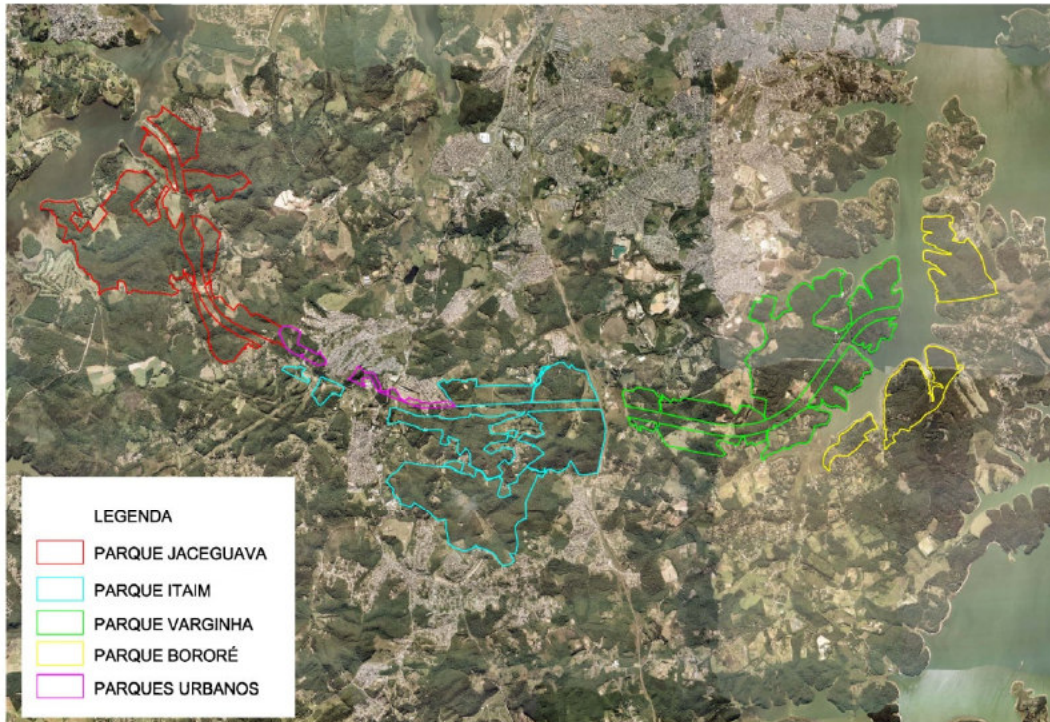 LEGENDA
PARQUE JACEGUAVA
PARQUE ITAIM
PARQUE VARGINHA
PARQUE BORORÉ
PARQUES URBANOS